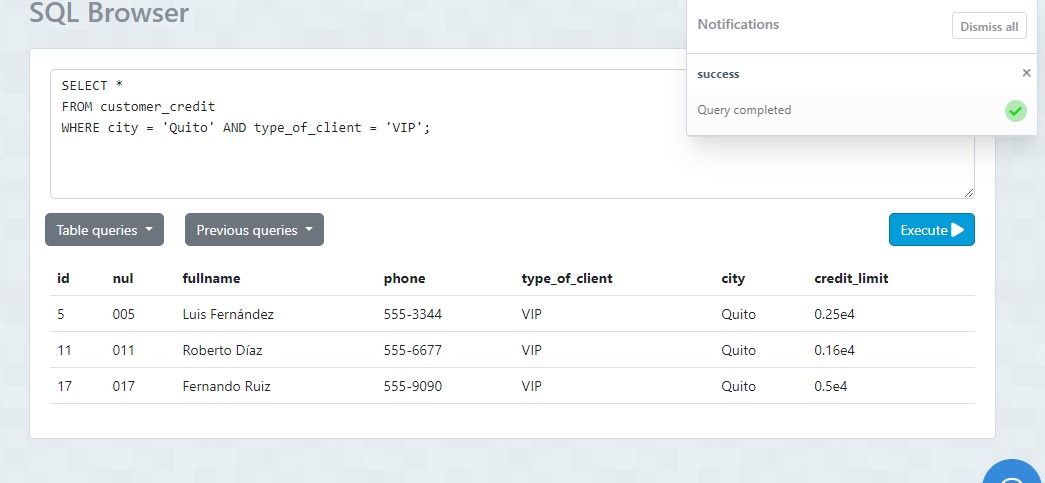 SQL Browser
Notifications
Dismiss all
success ×
Query completed
SELECT *
FROM customer_credit
WHERE city = 'Quito' AND type_of_client = 'VIP';
Table queries
Previous queries
Execute
id nul fullname phone type_of_client city credit_limit
5 005 Luis Fernández 555-3344 VIP Quito 0.25e4
11 011 Roberto Díaz 555-6677 VIP Quito 0.16e4
17 017 Fernando Ruiz 555-9090 VIP Quito 0.5e4